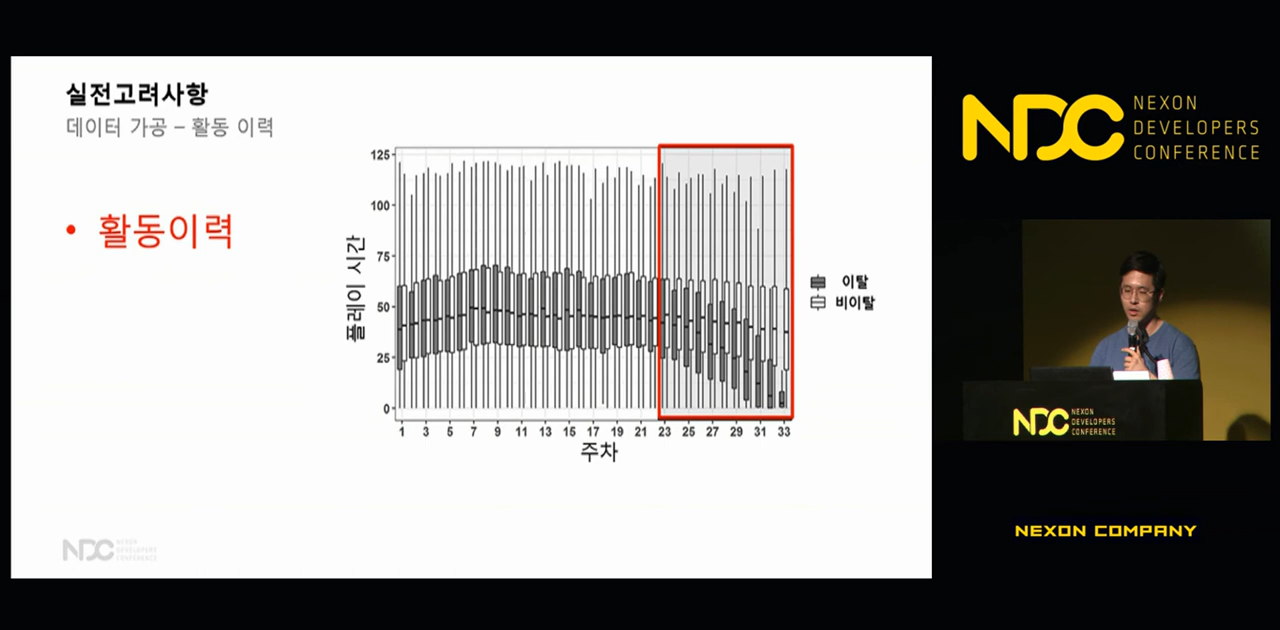 실전고려사항
데이터 가공 – 활동 이력
• 활동이력
플레이 시간
125
100
75
50
25
0
1 3 5 7 9 11 13 15 17 19 21 23 25 27 29 31 33
주차
이탈
비이탈
NDC NEXON
DEVELOPERS
CONFERENCE
NDC NEXON
DEVELOPERS
CONFERENCE
NDC NEXON
DEVELOPERS
CONFERENCE
NEXON COMPANY